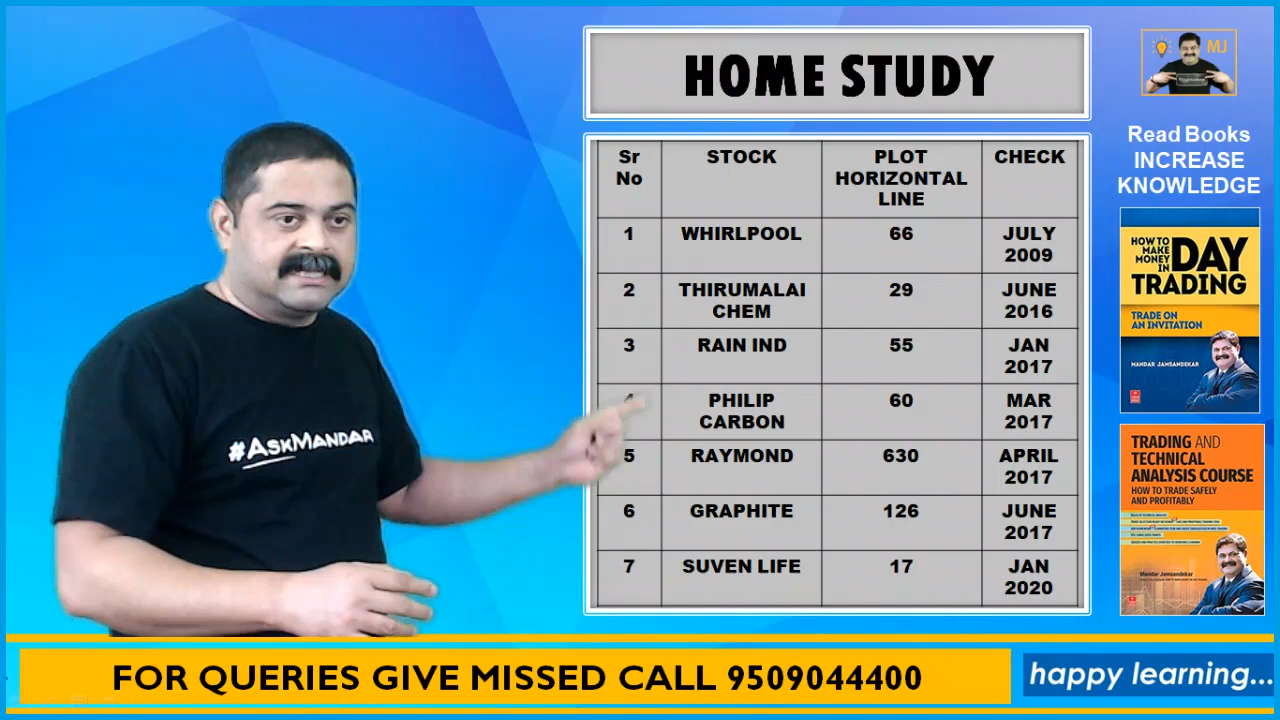 HOME STUDY
Sr No STOCK PLOT HORIZONTAL LINE CHECK
1 WHIRLPOOL 66 JULY 2009
2 THIRUMALAI CHEM 29 JUNE 2016
3 RAIN IND 55 JAN 2017
4 PHILIP CARBON 60 MAR 2017
5 RAYMOND 630 APRIL 2017
6 GRAPHITE 126 JUNE 2017
7 SUVEN LIFE 17 JAN 2020
#AskMandar
MJ
Read Books
INCREASE
KNOWLEDGE
HOW TO
MAKE
MONEY
IN
DAY
TRADING
TRADE ON
AN INVITATION
MANDAR JAMSANDEKAR
TRADING AND
TECHNICAL
ANALYSIS COURSE
HOW TO TRADE SAFELY
AND PROFITABLY
Mandar Jamsandekar
FOR QUERIES GIVE MISSED CALL 9509044400
happy learning...